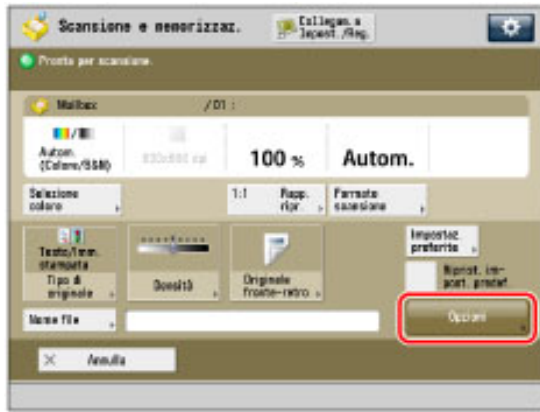 Scansione e memorizzaz.
Collegam. a
Impost./Reg.
Pronto per scansione.
Mailbox /01 :
Autom.
(Colore/B&N)
100 %
Autom.
Selezione
colore
1:1 Rapp.
ripr.
Formato
scansione
Testo/Imm.
stampata
Tipo di
originale
Densità
Originale
fronte-retro
Impostaz.
preferite
Riprist. im-
post. predef.
Nome file
Opzioni
Annulla